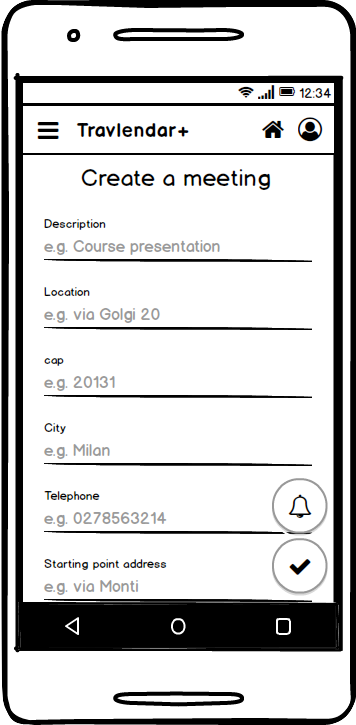 12:34
Travlendar+
Create a meeting
Description
e.g. Course presentation
Location
e.g. via Golgi 20
cap
e.g. 20131
City
e.g. Milan
Telephone
e.g. 0278563214
Starting point address
e.g. via Monti